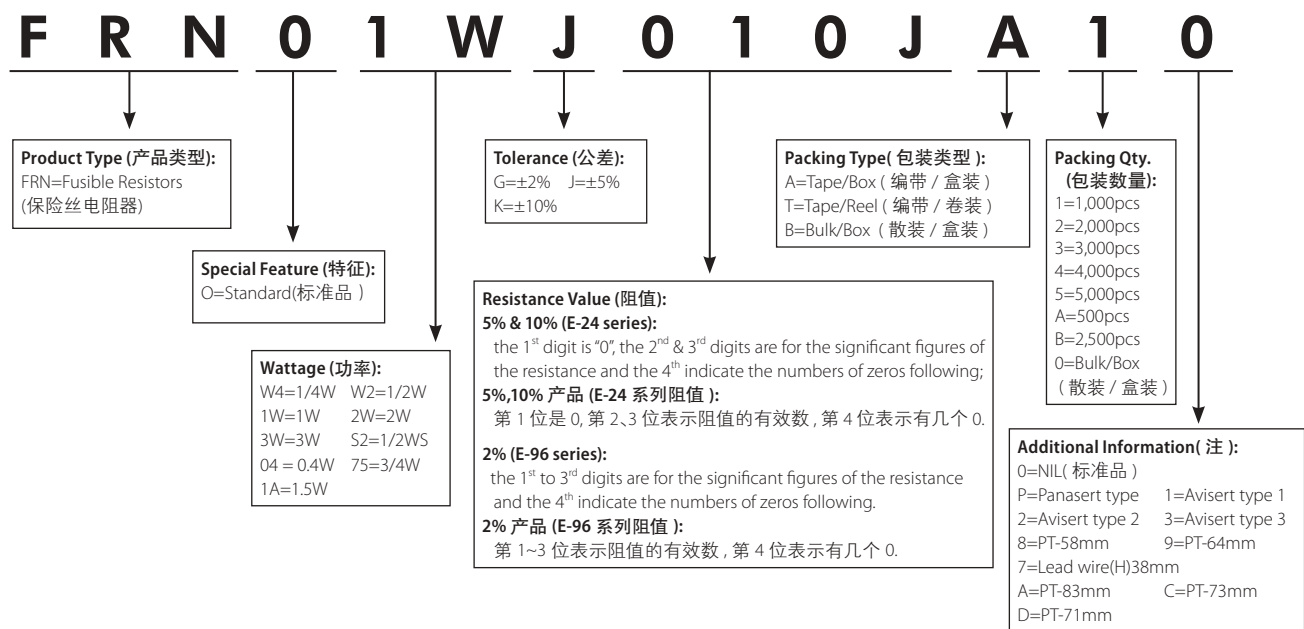 F R N 0 1 W J 0 1 0 J A 1 0
Product Type (产品类型):
FRN=Fusible Resistors
(保险丝电阻器)
Special Feature (特征):
O=Standard(标准品 )
Wattage (功率):
W4=1/4W W2=1/2W
1W=1W 2W=2W
3W=3W S2=1/2WS
04 = 0.4W 75=3/4W
1A=1.5W
Tolerance (公差):
G=±2% J=±5%
K=±10%
Resistance Value (阻值):
5% & 10% (E-24 series):
the 1st digit is "0", the 2nd & 3rd digits are for the significant figures of
the resistance and the 4th indicate the numbers of zeros following;
5%,10% 产品 (E-24 系列阻值 ):
第 1 位是 0, 第 2、3 位表示阻值的有效数 , 第 4 位表示有几个 0.
2% (E-96 series):
the 1st to 3rd digits are for the significant figures of the resistance
and the 4th indicate the numbers of zeros following.
2% 产品 (E-96 系列阻值 ):
第 1~3 位表示阻值的有效数 , 第 4 位表示有几个 0.
Packing Type( 包装类型 ):
A=Tape/Box ( 编带 / 盒装 )
T=Tape/Reel ( 编带 / 卷装 )
B=Bulk/Box ( 散装 / 盒装 )
Packing Qty.
(包装数量):
1=1,000pcs
2=2,000pcs
3=3,000pcs
4=4,000pcs
5=5,000pcs
A=500pcs
B=2,500pcs
0=Bulk/Box
( 散装 / 盒装 )
Additional Information( 注 ):
0=NIL( 标准品 )
P=Panasert type 1=Avisert type 1
2=Avisert type 2 3=Avisert type 3
8=PT-58mm 9=PT-64mm
7=Lead wire(H)38mm
A=PT-83mm C=PT-73mm
D=PT-71mm